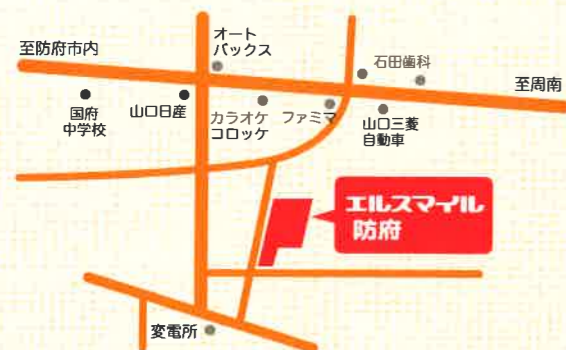 オート
バックス
至防府市内
石田歯科
至周南
国府
中学校
山口日産
カラオケ
コロッケ
ファミマ
山口三菱
自動車
エルスマイル
防府
変電所